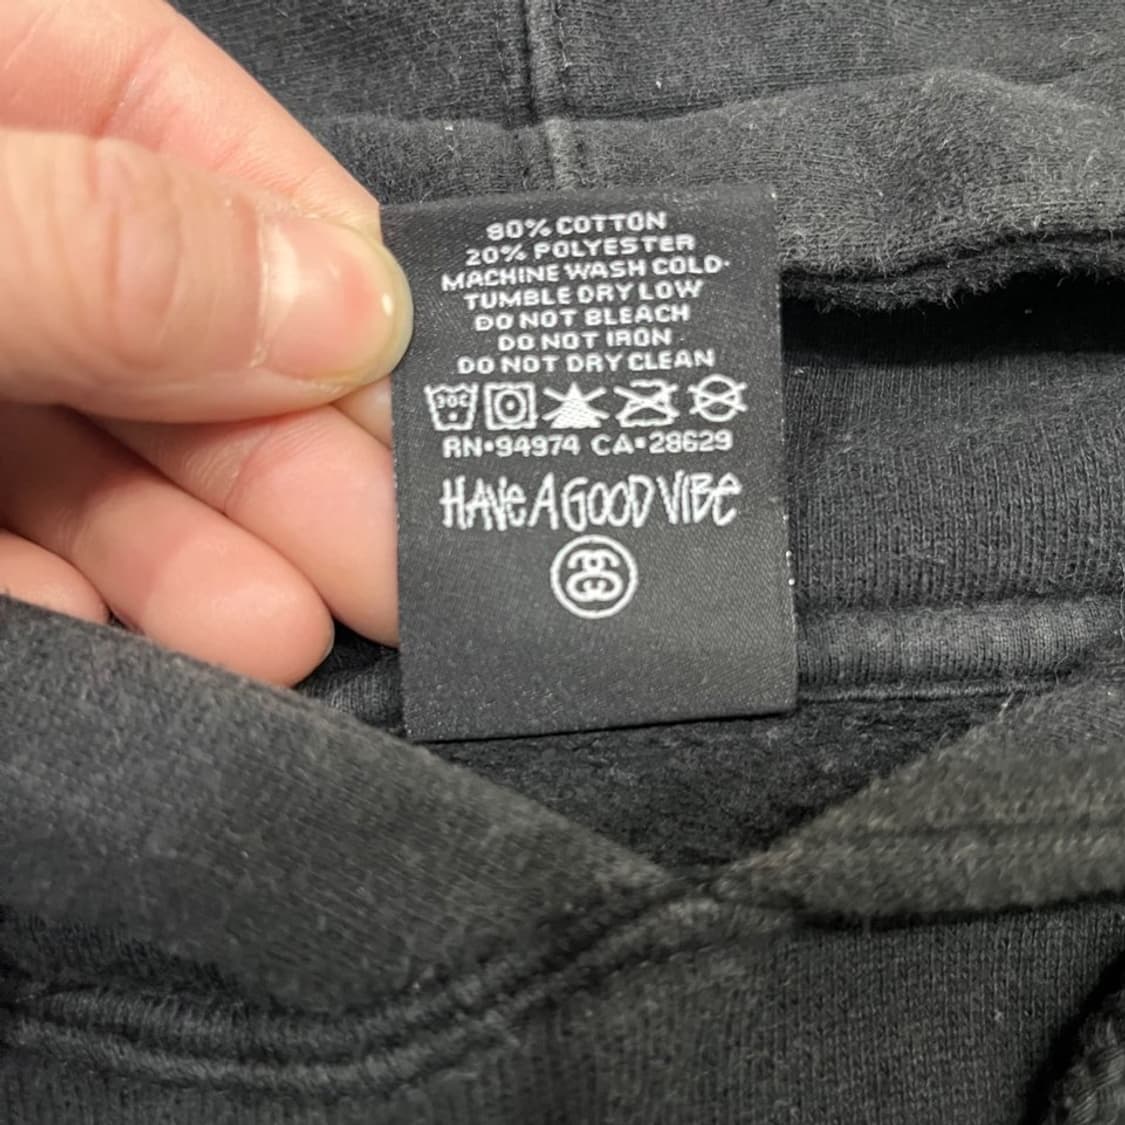 80% COTTON
20% POLYESTER
MACHINE WASH COLD
TUMBLE DRY LOW
DO NOT BLEACH
DO NOT IRON
DO NOT DRY CLEAN
30C
RN•94974 CA•28629
HAVE A GOOD VIBE